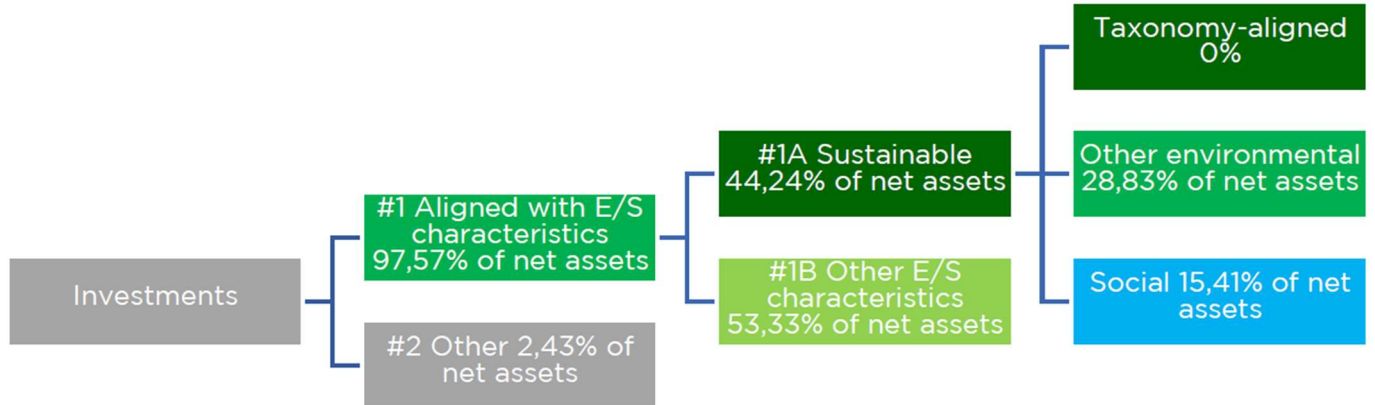 Investments
#1 Aligned with E/S
characteristics
97,57% of net assets
#2 Other 2,43% of
net assets
#1A Sustainable
44,24% of net assets
#1B Other E/S
characteristics
53,33% of net assets
Taxonomy-aligned
0%
Other environmental
28,83% of net assets
Social 15,41% of net
assets